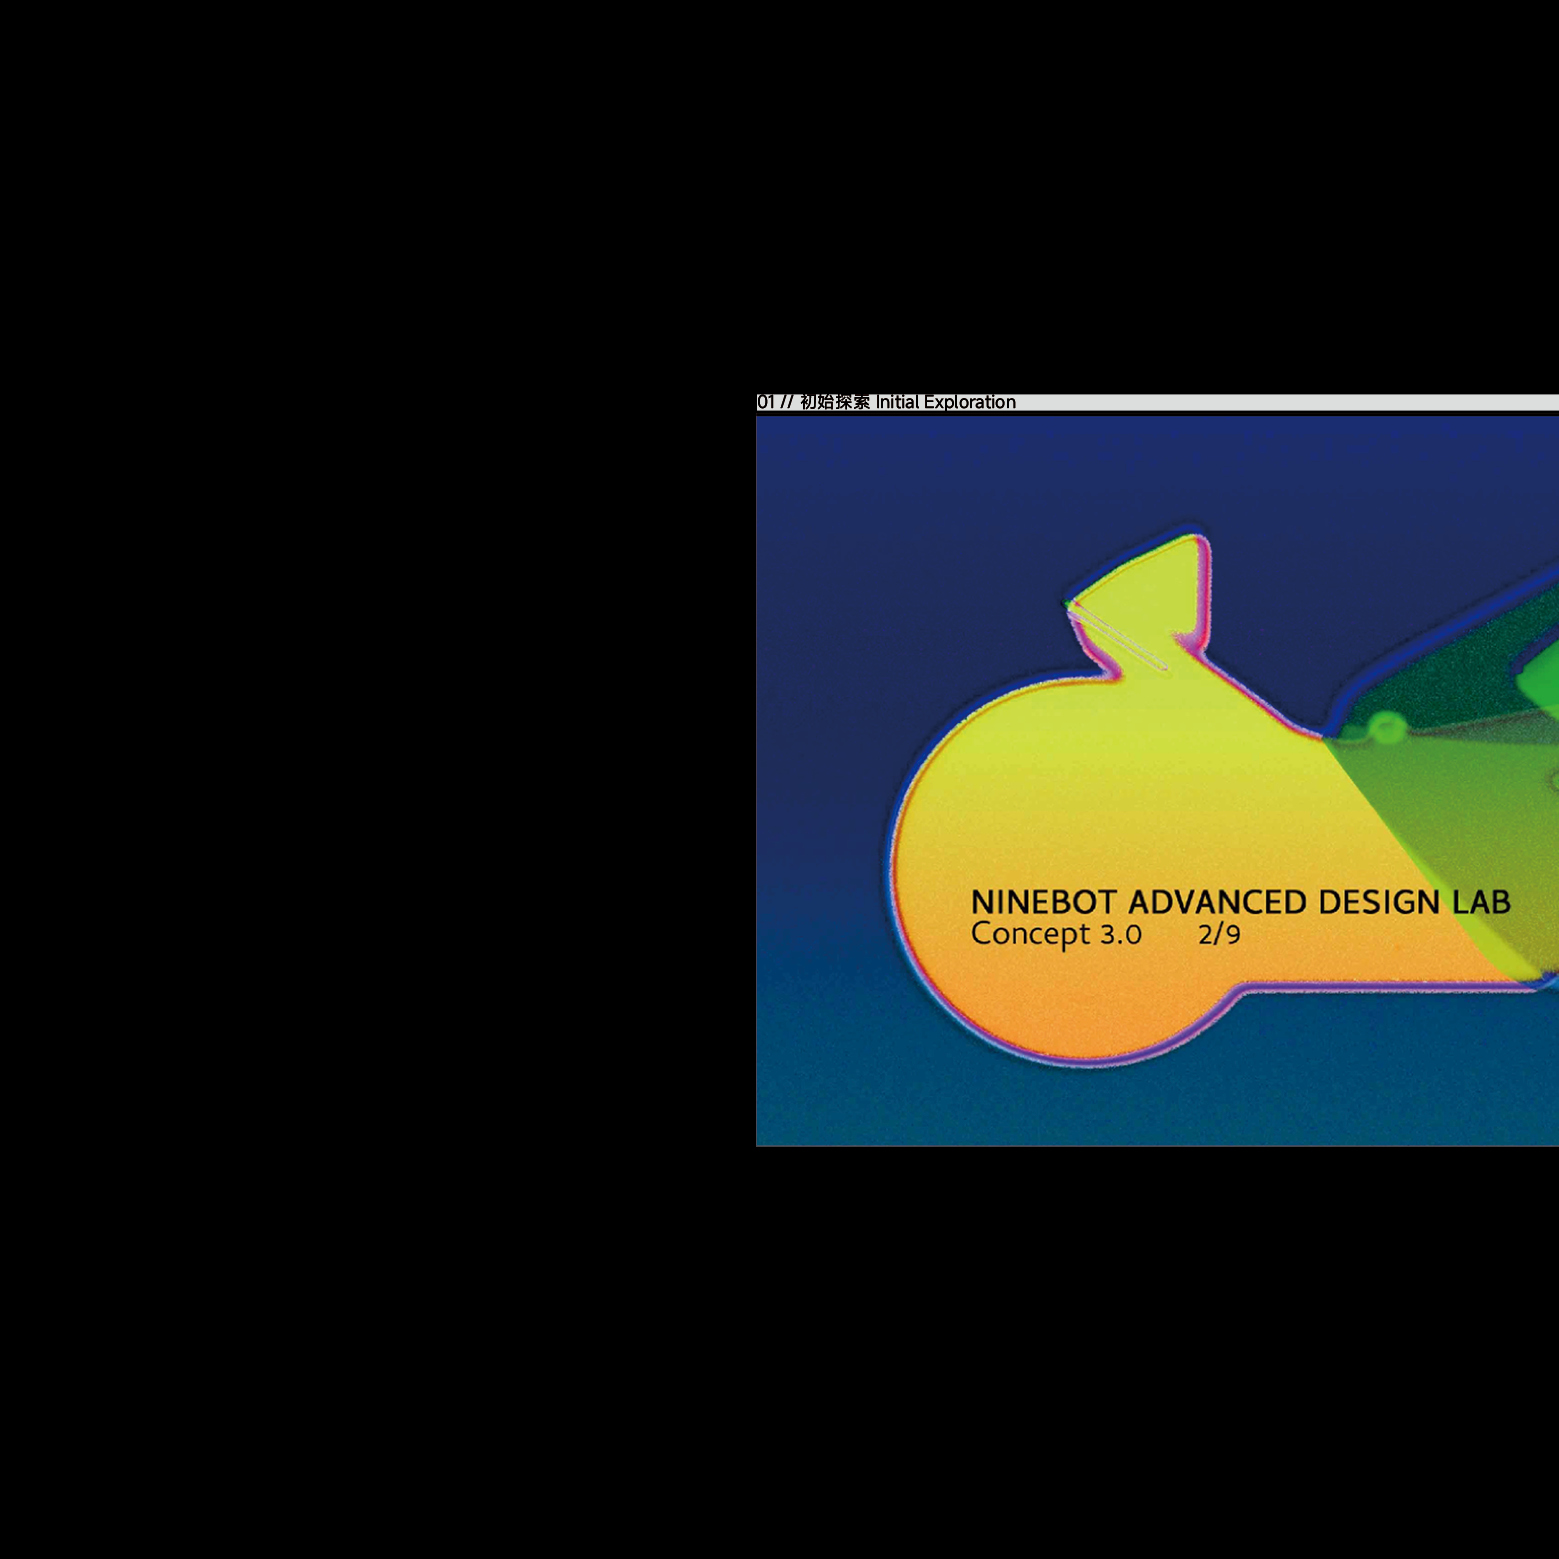 01 // 初始探索 Initial Exploration
NINEBOT ADVANCED DESIGN LAB
Concept 3.0 2/9